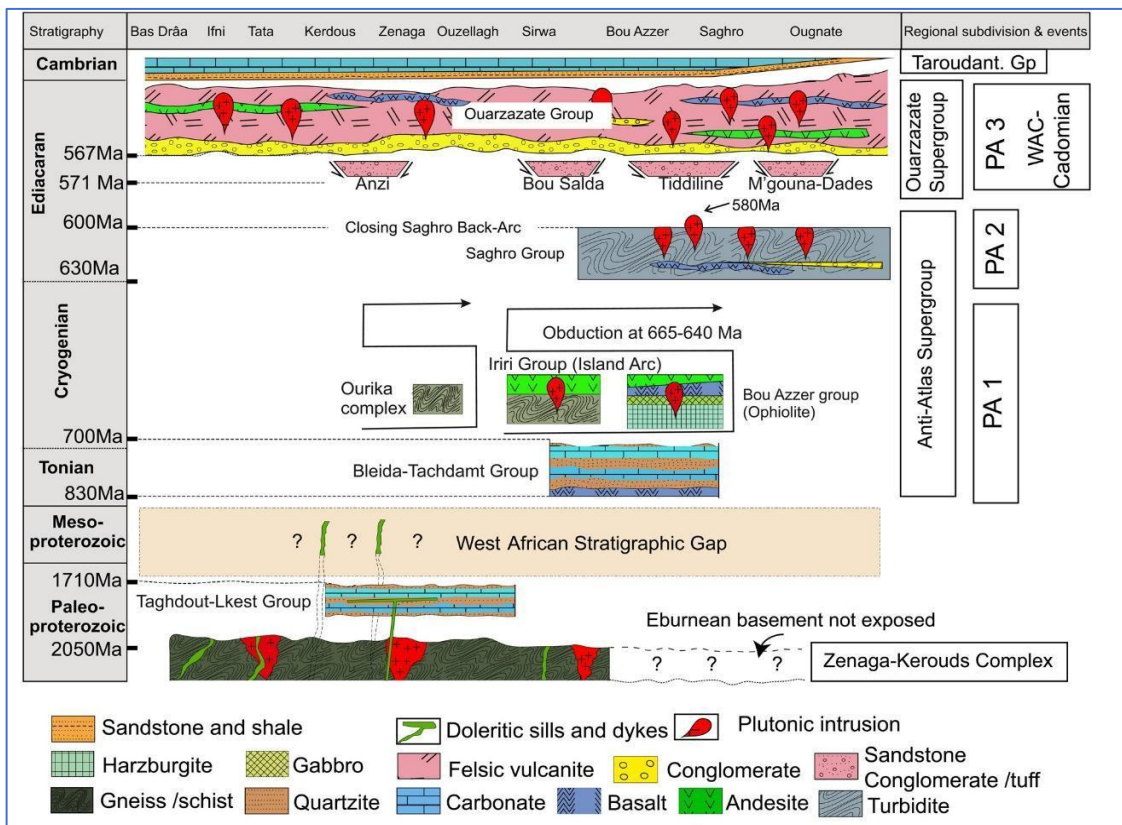 Stratigraphy Bas Drâa Ifni Tata Kerdous Zenaga Ouzellagh Sirwa Bou Azzer Saghro Ougnate Regional subdivision & events
Cambrian
Taroudant. Gp
Ouarzazate Group
Ediacaran
567Ma
571 Ma
600Ma
630Ma
Anzi
Bou Salda
Tiddiline
M'gouna-Dades
580Ma
Closing Saghro Back-Arc
Saghro Group
Ouarzazate
Supergroup
PA 3
WAC-
Cadomian
PA 2
Cryogenian
Obduction at 665-640 Ma
Iriri Group (Island Arc)
Ourika
complex
Bou Azzer group
(Ophiolite)
Anti-Atlas Supergroup
PA 1
700Ma
Tonian
830Ma
Bleida-Tachdamt Group
Meso-
proterozoic
? ? ?
West African Stratigraphic Gap
1710Ma
Paleo-
proterozoic
2050Ma
Taghdout-Lkest Group
Eburnean basement not exposed
? ? ?
Zenaga-Kerouds Complex
Sandstone and shale
Doleritic sills and dykes
Plutonic intrusion
Harzburgite
Gabbro
Felsic vulcanite
Conglomerate
Sandstone
Conglomerate /tuff
Gneiss /schist
Quartzite
Carbonate
Basalt
Andesite
Turbidite